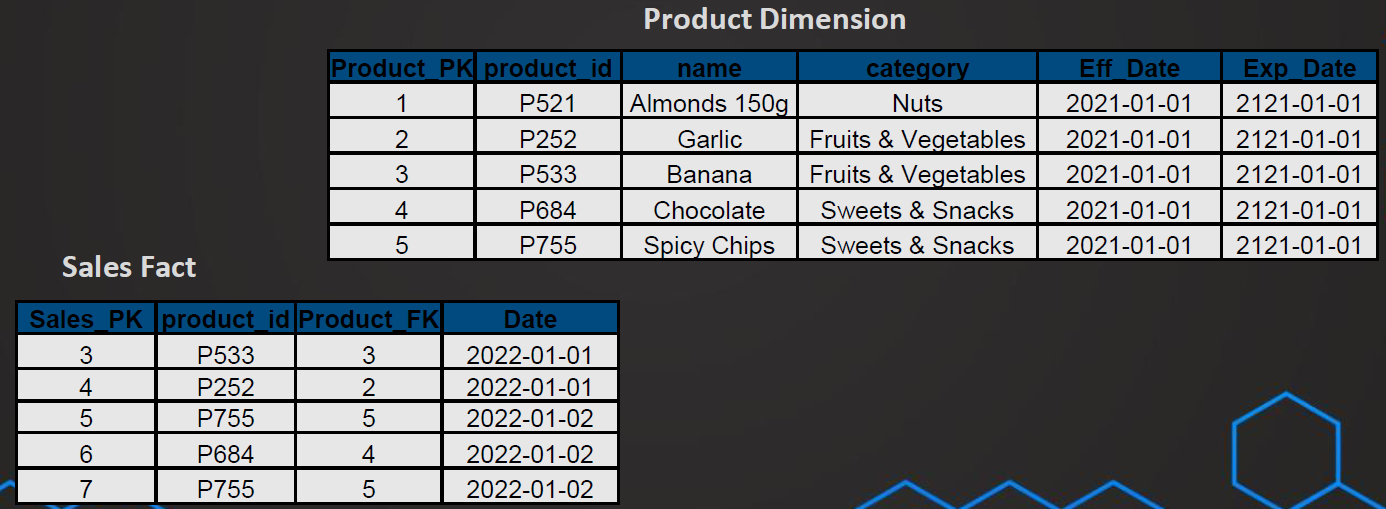 Product Dimension
Product_PK product_id name category Eff_Date Exp_Date
1 P521 Almonds 150g Nuts 2021-01-01 2121-01-01
2 P252 Garlic Fruits & Vegetables 2021-01-01 2121-01-01
3 P533 Banana Fruits & Vegetables 2021-01-01 2121-01-01
4 P684 Chocolate Sweets & Snacks 2021-01-01 2121-01-01
5 P755 Spicy Chips Sweets & Snacks 2021-01-01 2121-01-01
Sales Fact
Sales_PK product_id Product_FK Date
3 P533 3 2022-01-01
4 P252 2 2022-01-01
5 P755 5 2022-01-02
6 P684 4 2022-01-02
7 P755 5 2022-01-02